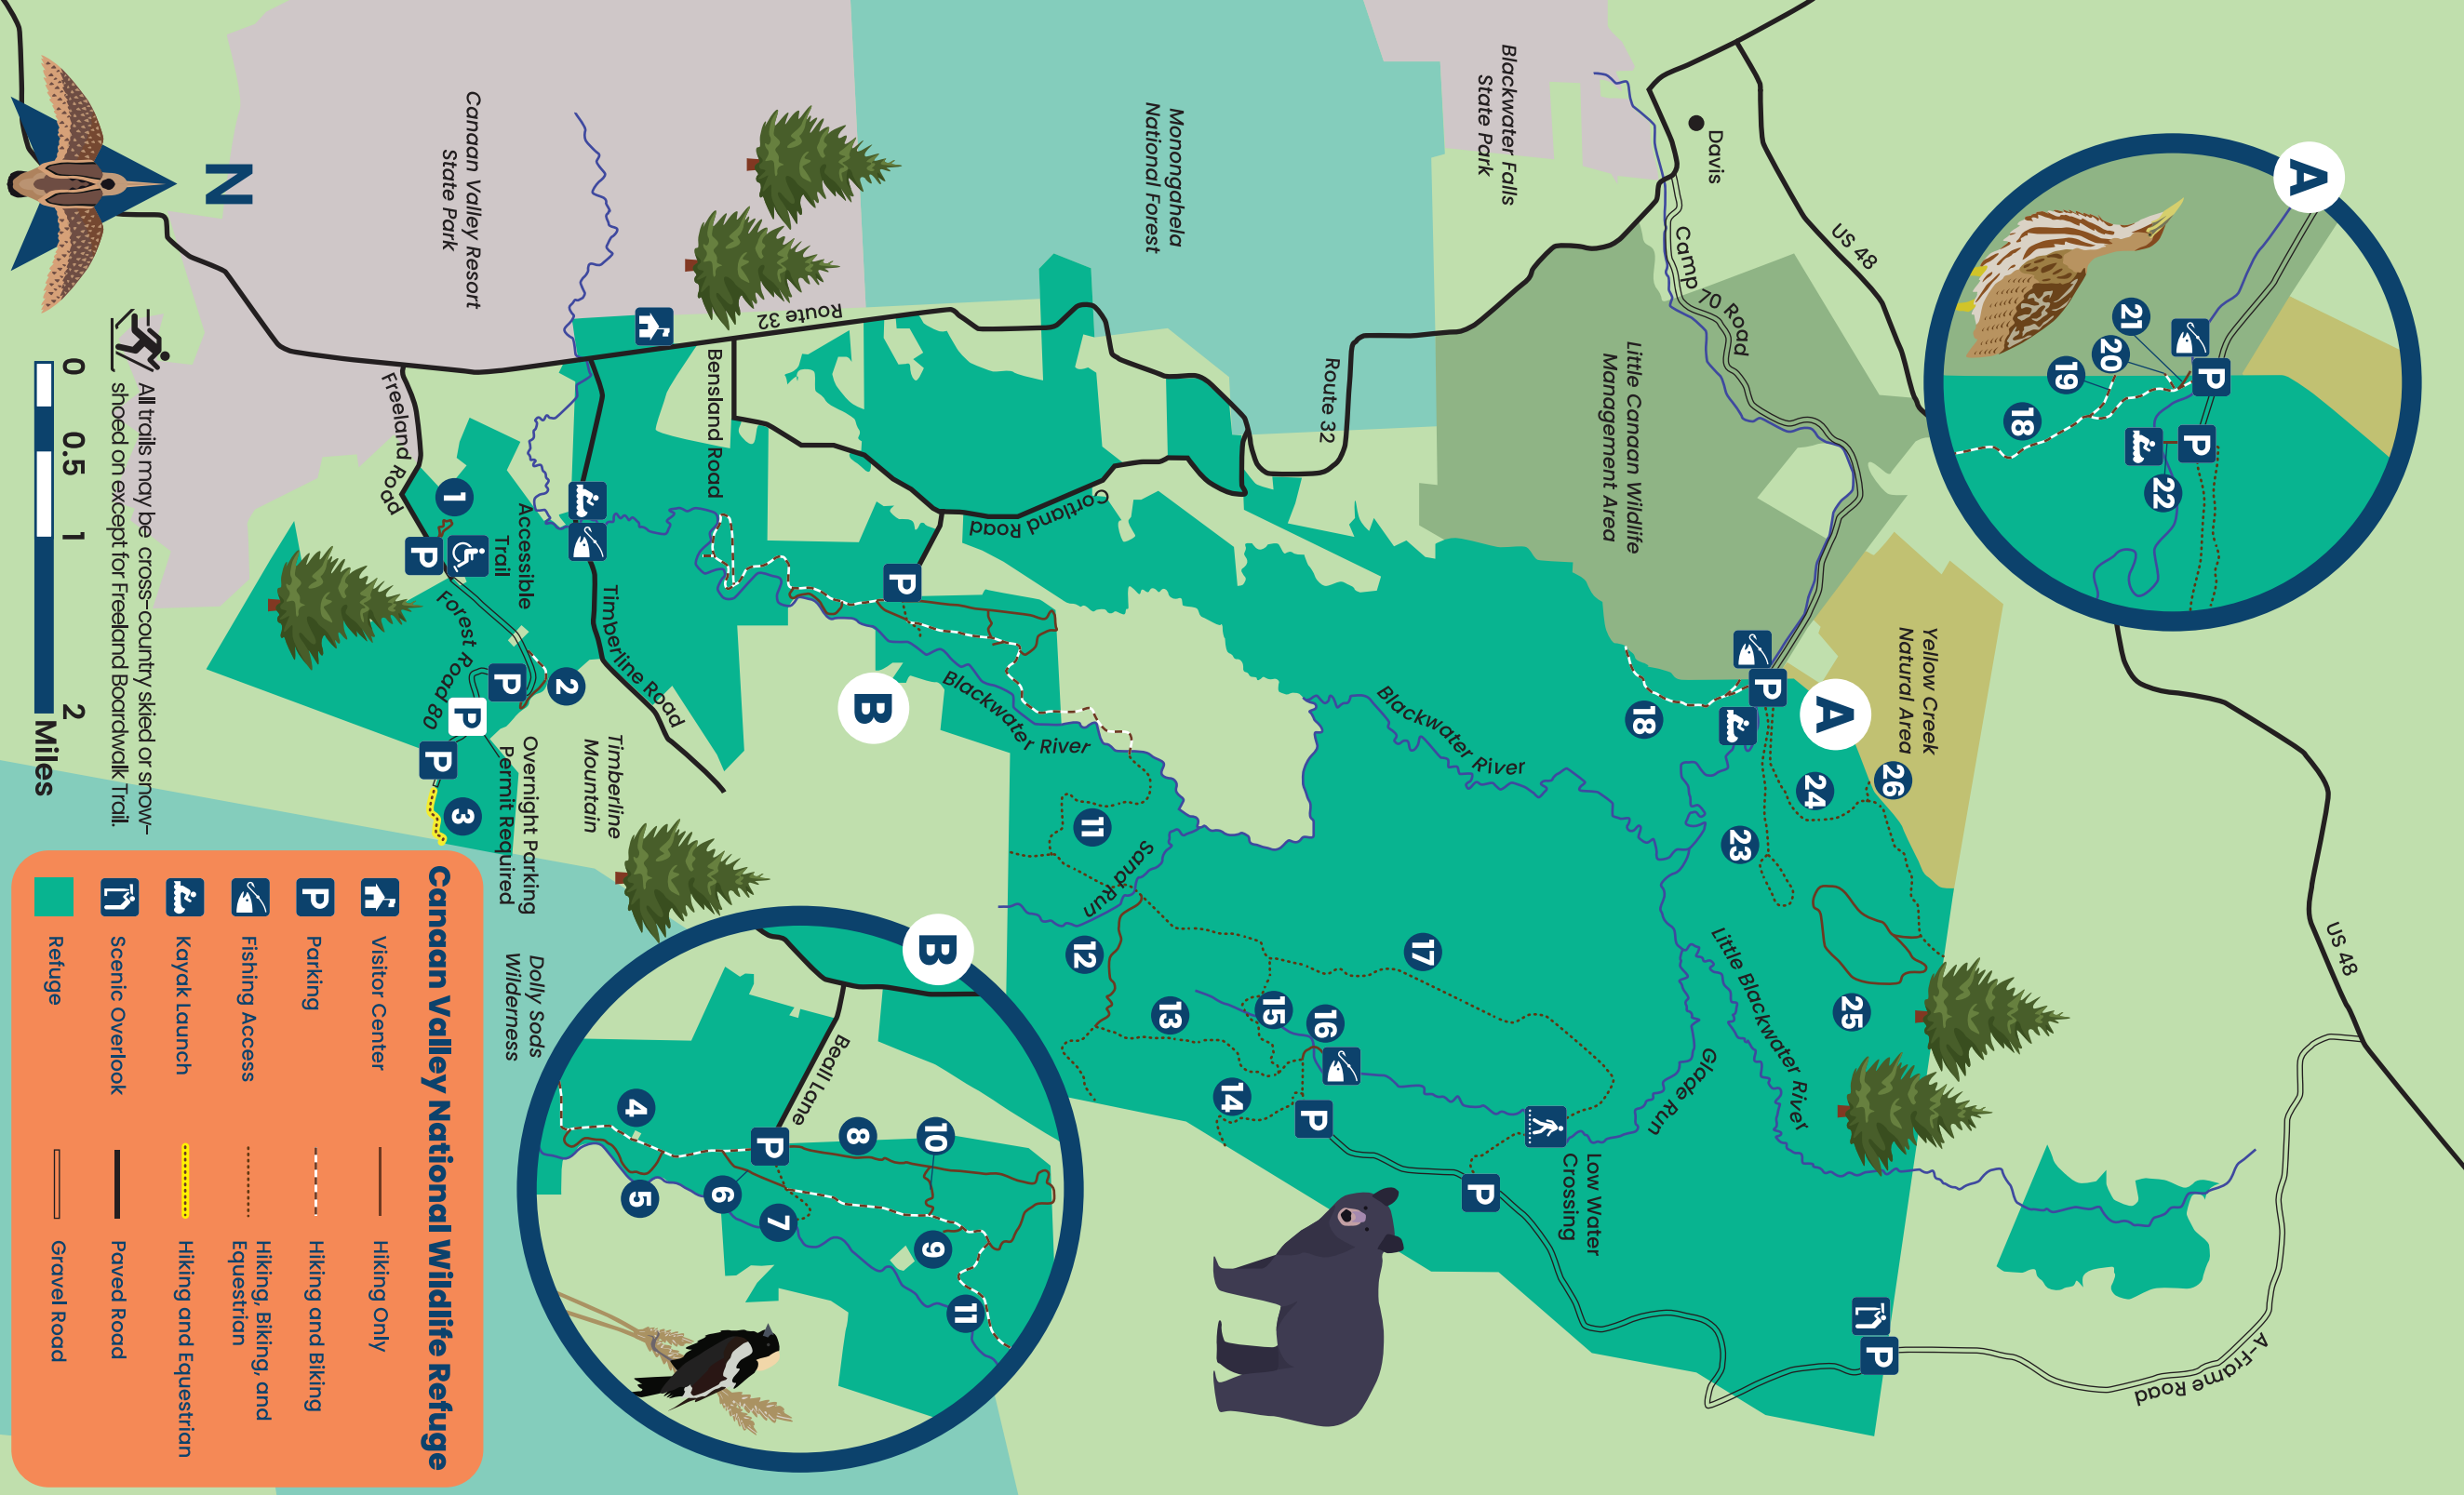 A
US 48
Davis
Camp 70 Road
Blackwater Falls
State Park
Little Canaan Wildlife
Management Area
Yellow Creek
Natural Area
US 48
21
20
19
18
22
P
P
A
P
18
26
24
23
25
Little Blackwater River
Glade Run
A-Frame Road
P
Monongahela
National Forest
Route 32
Blackwater River
17
Low Water
Crossing
P
P
16
15
14
13
12
11
Sand Run
Blackwater River
B
Cortland Road
P
Route 32
Bensland Road
Canaan Valley Resort
State Park
Timberline Road
Timberline
Mountain
Freeland Road
1
Accessible
Trail
P
Forest Road 80
P
2
P
P
3
Overnight Parking
Permit Required
Dolly Sods
Wilderness
B
Beall Lane
P
4
5
6
7
8
9
10
11
N
All trails may be cross-country skied or snow-
shoed on except for Freeland Boardwalk Trail.
0 0.5 1 2
Miles
Canaan Valley National Wildlife Refuge
Visitor Center
P Parking
Fishing Access
Kayak Launch
Scenic Overlook
Refuge
Hiking Only
Hiking and Biking
Hiking, Biking, and
Equestrian
Hiking and Equestrian
Paved Road
Gravel Road